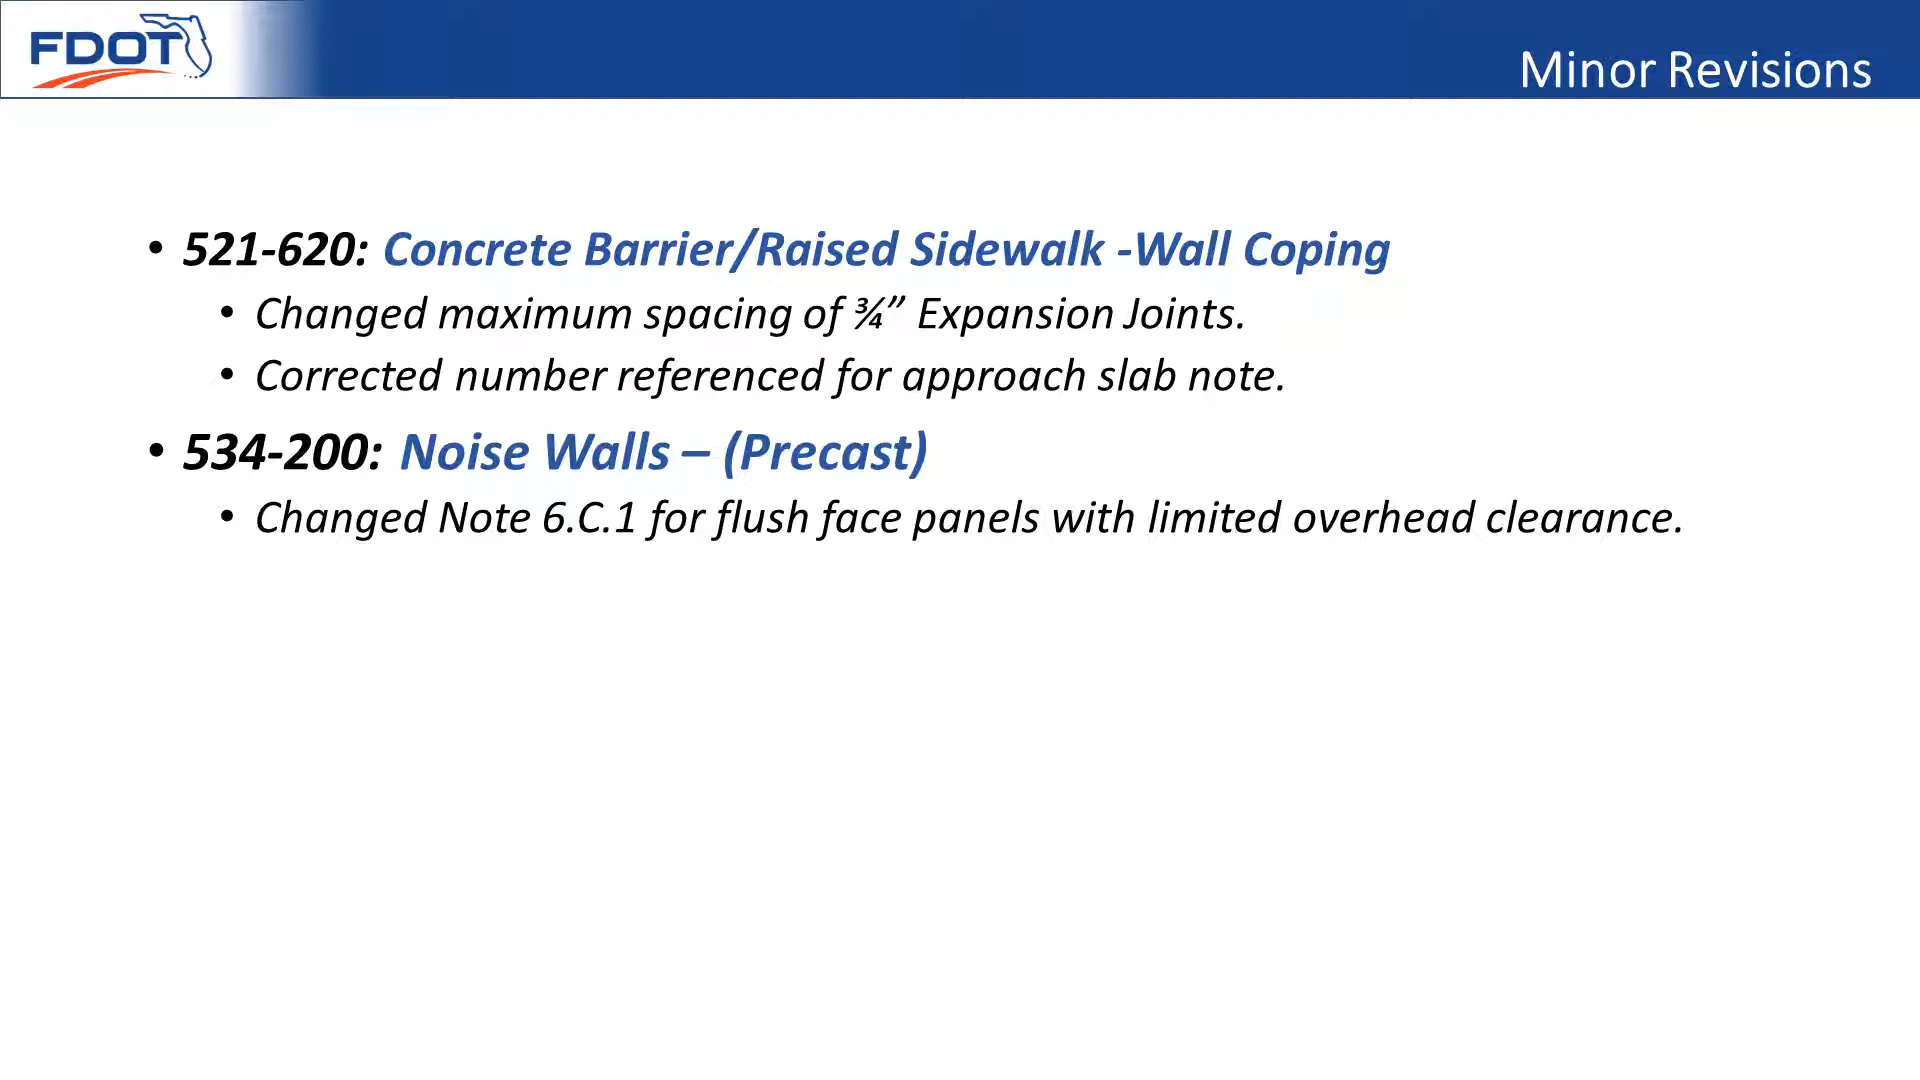 FDOT
Minor Revisions
• 521-620: Concrete Barrier/Raised Sidewalk -Wall Coping
• Changed maximum spacing of ¾” Expansion Joints.
• Corrected number referenced for approach slab note.
• 534-200: Noise Walls – (Precast)
• Changed Note 6.C.1 for flush face panels with limited overhead clearance.